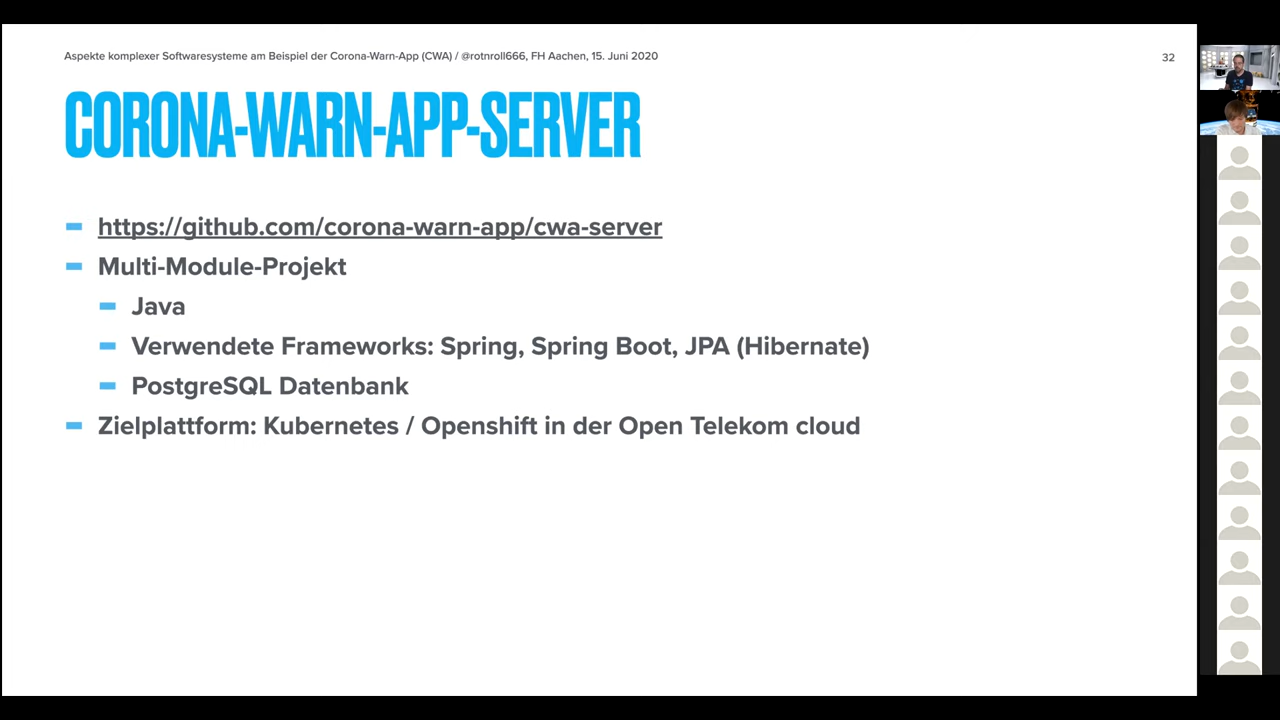 Aspekte komplexer Softwaresysteme am Beispiel der Corona-Warn-App (CWA) / @rotnroll666, FH Aachen, 15. Juni 2020
32
CORONA-WARN-APP-SERVER
https://github.com/corona-warn-app/cwa-server
Multi-Module-Projekt
Java
Verwendete Frameworks: Spring, Spring Boot, JPA (Hibernate)
PostgreSQL Datenbank
Zielplattform: Kubernetes / Openshift in der Open Telekom cloud